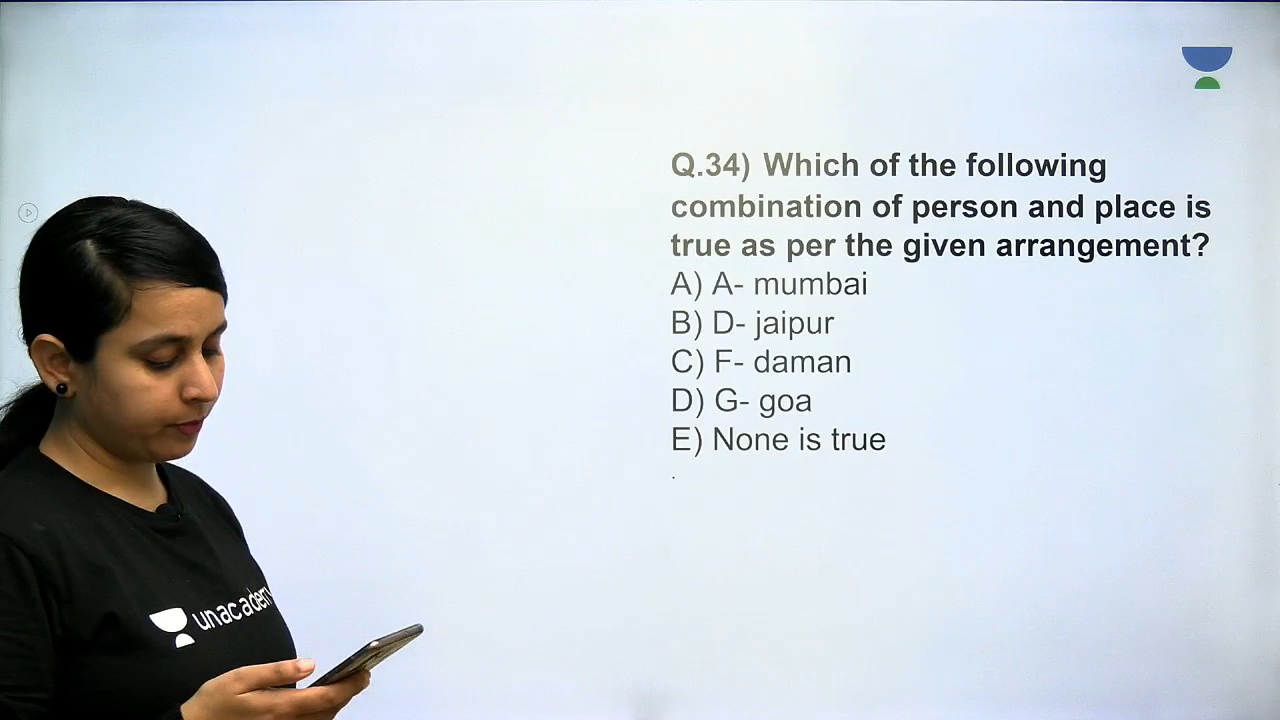 Q.34) Which of the following
combination of person and place is
true as per the given arrangement?
A) A- mumbai
B) D- jaipur
C) F- daman
D) G- goa
E) None is true
.
unacademy